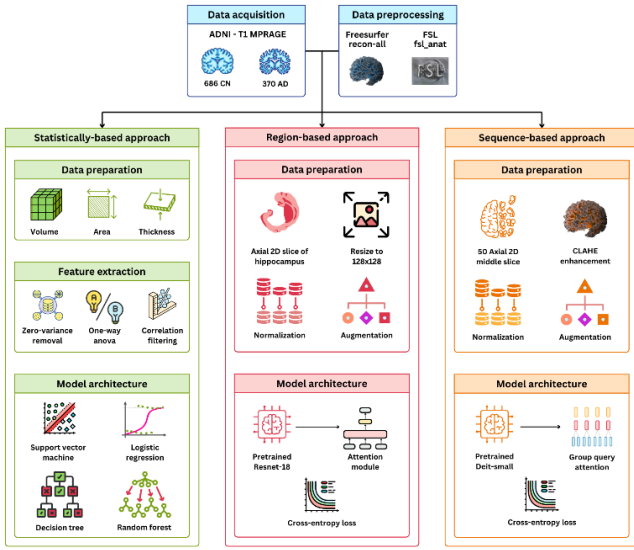 Data acquisition
ADNI - T1 MPRAGE
686 CN
370 AD
Data preprocessing
Freesurfer
recon-all
FSL
fsl_anat
FSL
Statistically-based approach
Data preparation
Volume
Area
Thickness
Feature extraction
A
B
Zero-variance
removal
One-way
anova
Correlation
filtering
Model architecture
Support vector
machine
Logistic
regression
Decision tree
Random forest
Region-based approach
Data preparation
Axial 2D slice of
hippocampus
Resize to
128x128
Normalization
Augmentation
Model architecture
Pretrained
Resnet-18
Attention
module
Cross-entropy loss
Sequence-based approach
Data preparation
50 Axial 2D
middle slice
CLAHE
enhancement
Normalization
Augmentation
Model architecture
Pretrained
Deit-small
Group query
attention
Cross-entropy loss